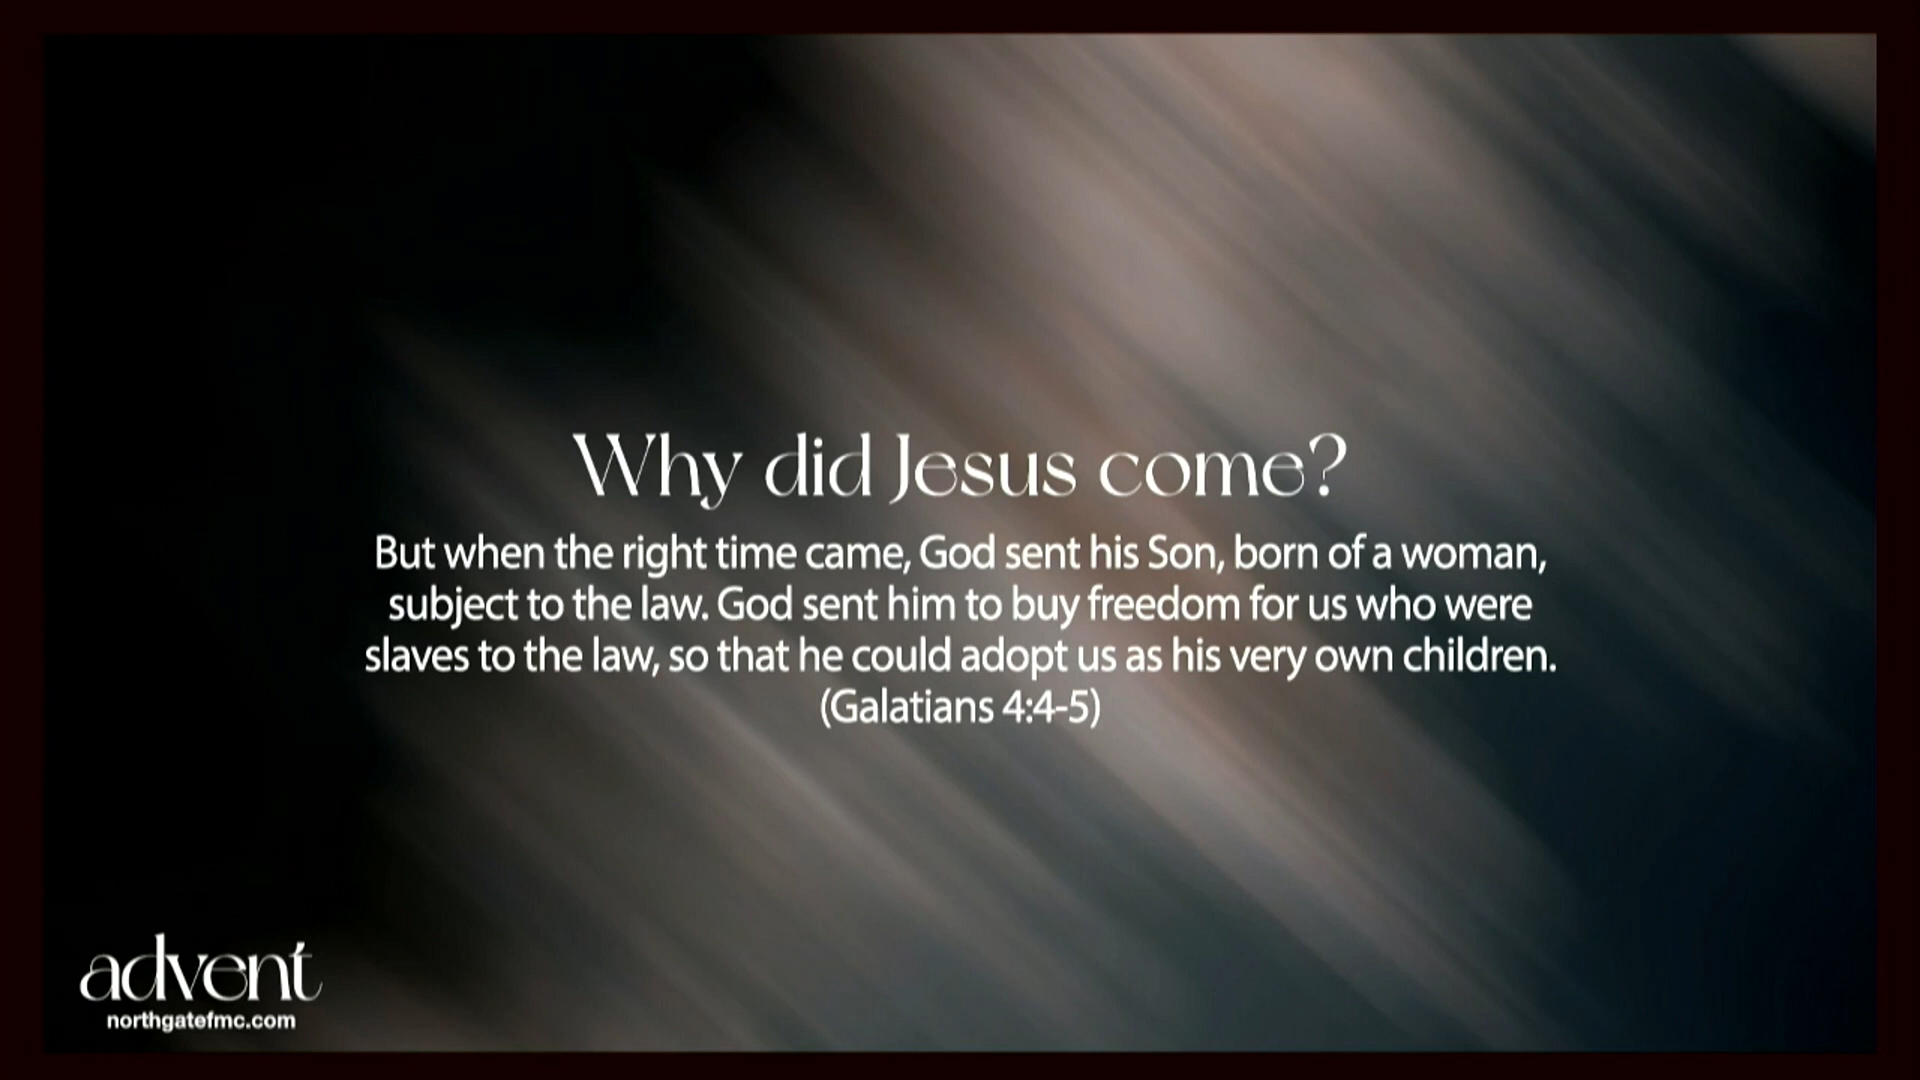 Why did Jesus come?
But when the right time came, God sent his Son, born of a woman,
subject to the law. God sent him to buy freedom for us who were
slaves to the law, so that he could adopt us as his very own children.
(Galatians 4:4-5)
advent
northgatefmc.com